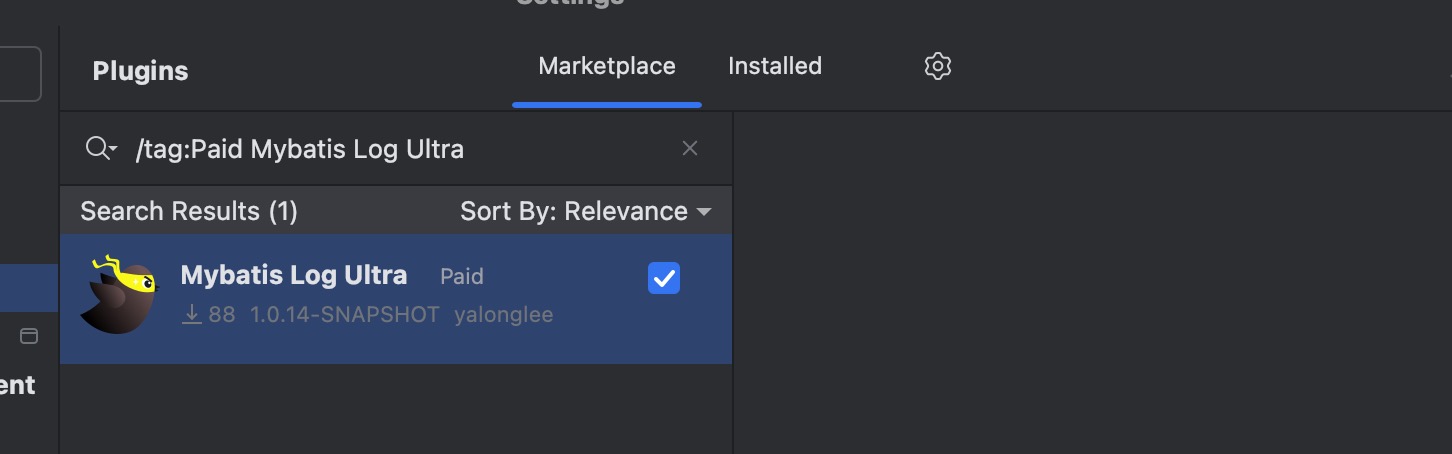 Settings
Plugins
Marketplace
Installed
/tag:Paid Mybatis Log Ultra
Search Results (1)
Sort By: Relevance
Mybatis Log Ultra
Paid
88 1.0.14-SNAPSHOT yalonglee
ent